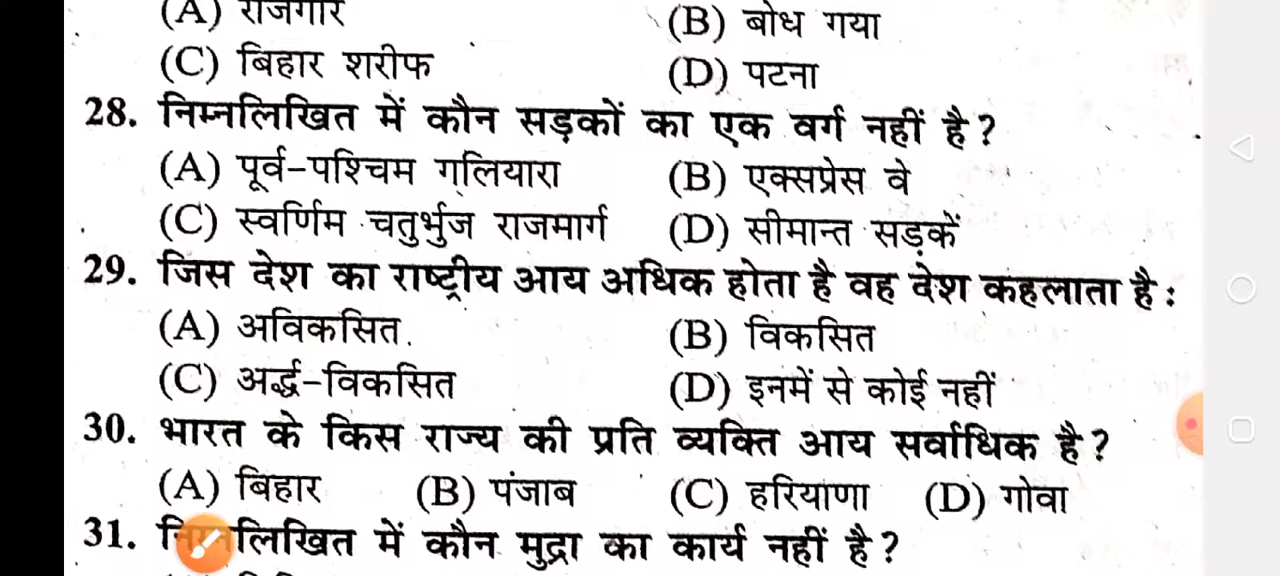 (A) राजगीर (B) बोध गया
(C) बिहार शरीफ (D) पटना
28. निम्नलिखित में कौन सड़कों का एक वर्ग नहीं है ?
(A) पूर्व-पश्चिम गलियारा (B) एक्सप्रेस वे
(C) स्वर्णिम चतुर्भुज राजमार्ग (D) सीमान्त सड़कें
29. जिस देश का राष्ट्रीय आय अधिक होता है वह देश कहलाता है :
(A) अविकसित (B) विकसित
(C) अर्द्ध-विकसित (D) इनमें से कोई नहीं
30. भारत के किस राज्य की प्रति व्यक्ति आय सर्वाधिक है ?
(A) बिहार (B) पंजाब (C) हरियाणा (D) गोवा
31. निम्नलिखित में कौन मुद्रा का कार्य नहीं है ?